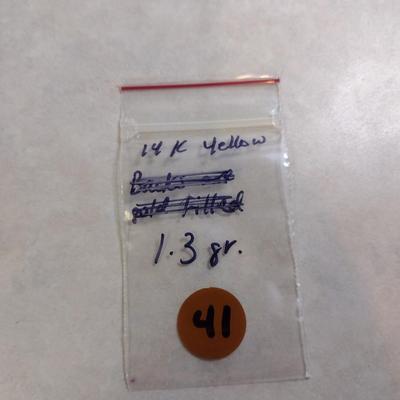 14 K Yellow
gold filled
1.3 gr.
41